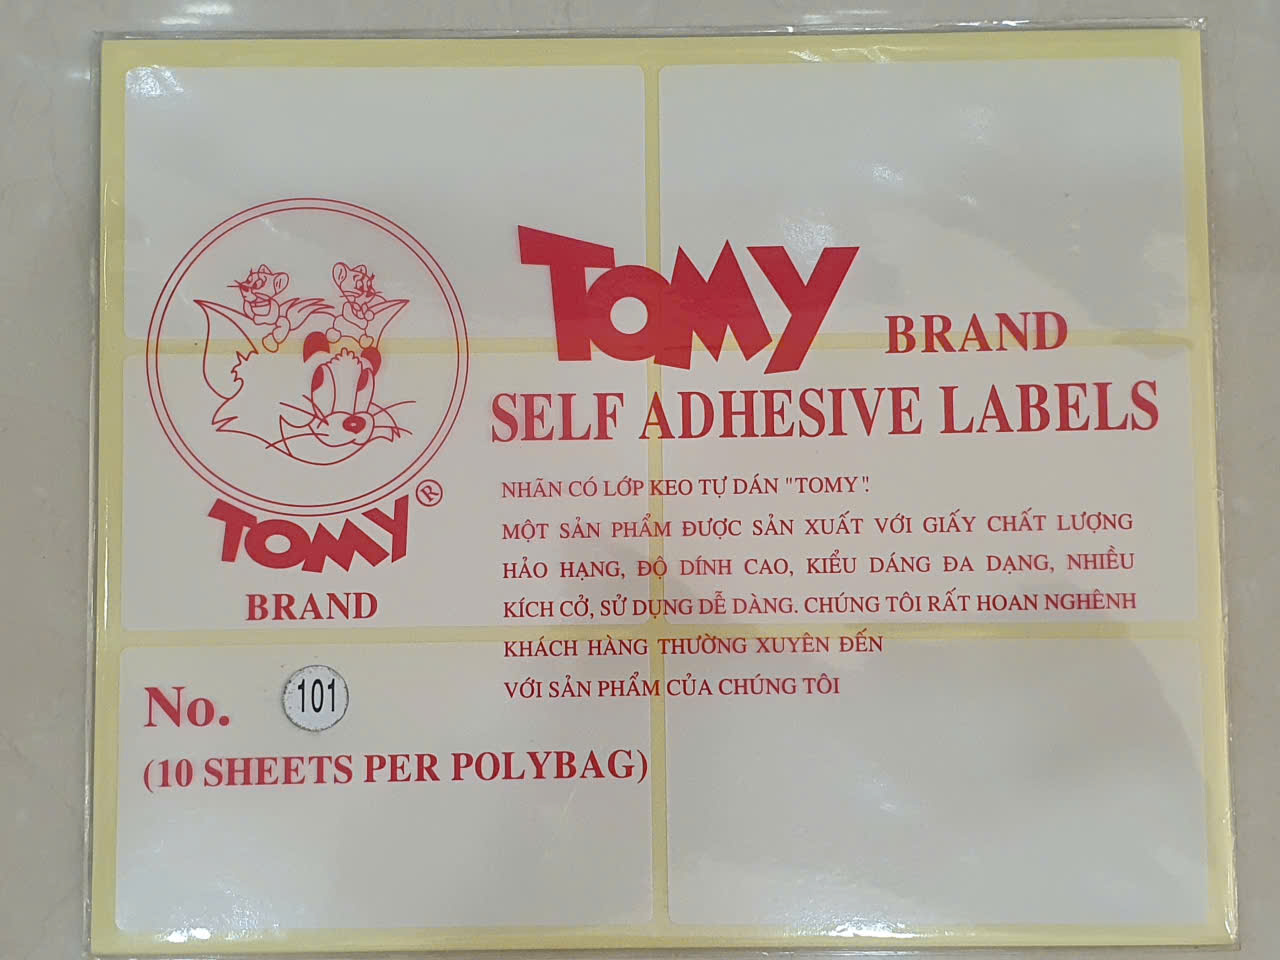 TOMY BRAND
SELF ADHESIVE LABELS
NHÃN CÓ LỚP KEO TỰ DÁN "TOMY".
MỘT SẢN PHẨM ĐƯỢC SẢN XUẤT VỚI GIẤY CHẤT LƯỢNG
HẢO HẠNG, ĐỘ DÍNH CAO, KIỂU DÁNG ĐA DẠNG, NHIỀU
KÍCH CỞ, SỬ DỤNG DỄ DÀNG. CHÚNG TÔI RẤT HOAN NGHÊNH
KHÁCH HÀNG THƯỜNG XUYÊN ĐẾN
VỚI SẢN PHẨM CỦA CHÚNG TÔI
TOMY®
BRAND
No. 101
(10 SHEETS PER POLYBAG)